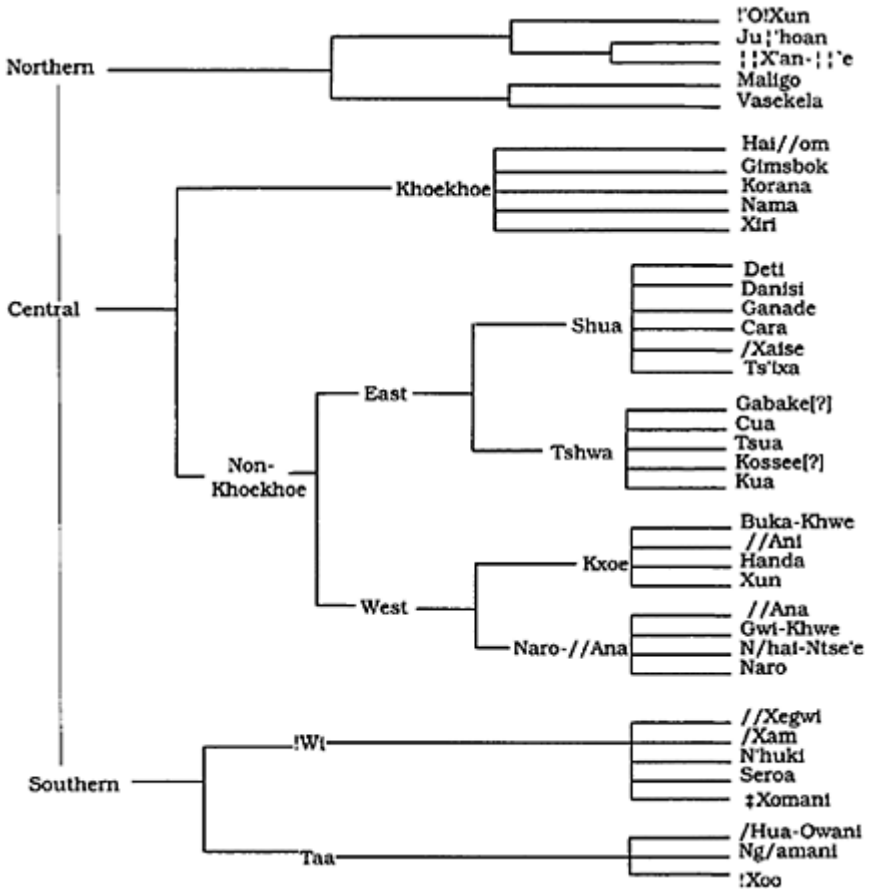 !'O!Xun
Ju¦'hoan
Northern
¦¦X'an-¦¦'e
Maligo
Vasekela
Hai//om
Gimsbok
Khoekhoe
Korana
Nama
Xiri
Deti
Danisi
Central
Ganade
Shua
Cara
/Xaise
Ts'ixa
East
Gabake[?]
Cua
Tshwa
Tsua
Non-
Kossee[?]
Khoekhoe
Kua
Buka-Khwe
//Ani
Kxoe
Handa
Xun
West
//Ana
Gwi-Khwe
Naro-//Ana
N/hai-Ntse'e
Naro
//Xegwi
!Wi
/Xam
N'huki
Southern
Seroa
‡Xomani
/Hua-Owani
Taa
Ng/amani
!Xoo